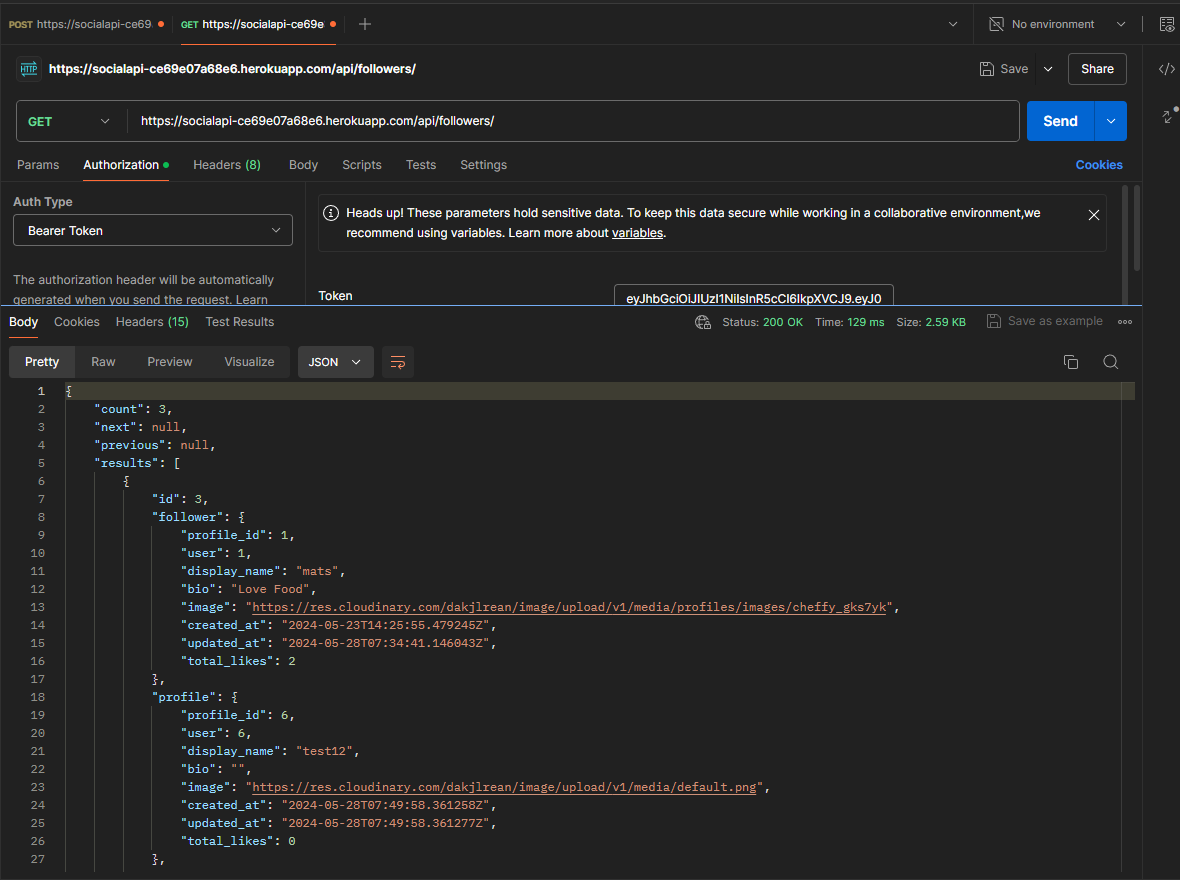 POST https://socialapi-ce69 GET https://socialapi-ce69e No environment
HTTP https://socialapi-ce69e07a68e6.herokuapp.com/api/followers/ Save Share
GET https://socialapi-ce69e07a68e6.herokuapp.com/api/followers/ Send
Params Authorization Headers (8) Body Scripts Tests Settings Cookies
Auth Type
Bearer Token
The authorization header will be automatically
generated when you send the request. Learn
Heads up! These parameters hold sensitive data. To keep this data secure while working in a collaborative environment,we
recommend using variables. Learn more about variables.
Token eyJhbGciOiJIUzI1NiIsInR5cCI6IkpXVCJ9.eyJ0
Body Cookies Headers (15) Test Results Status: 200 OK Time: 129 ms Size: 2.59 KB Save as example
Pretty Raw Preview Visualize JSON
1 {
2 "count": 3,
3 "next": null,
4 "previous": null,
5 "results": [
6 {
7 "id": 3,
8 "follower": {
9 "profile_id": 1,
10 "user": 1,
11 "display_name": "mats",
12 "bio": "Love Food",
13 "image": "https://res.cloudinary.com/dakjlrean/image/upload/v1/media/profiles/images/cheffy_gks7yk",
14 "created_at": "2024-05-23T14:25:55.479245Z",
15 "updated_at": "2024-05-28T07:34:41.146043Z",
16 "total_likes": 2
17 },
18 "profile": {
19 "profile_id": 6,
20 "user": 6,
21 "display_name": "test12",
22 "bio": "",
23 "image": "https://res.cloudinary.com/dakjlrean/image/upload/v1/media/default.png",
24 "created_at": "2024-05-28T07:49:58.361258Z",
25 "updated_at": "2024-05-28T07:49:58.361277Z",
26 "total_likes": 0
27 },